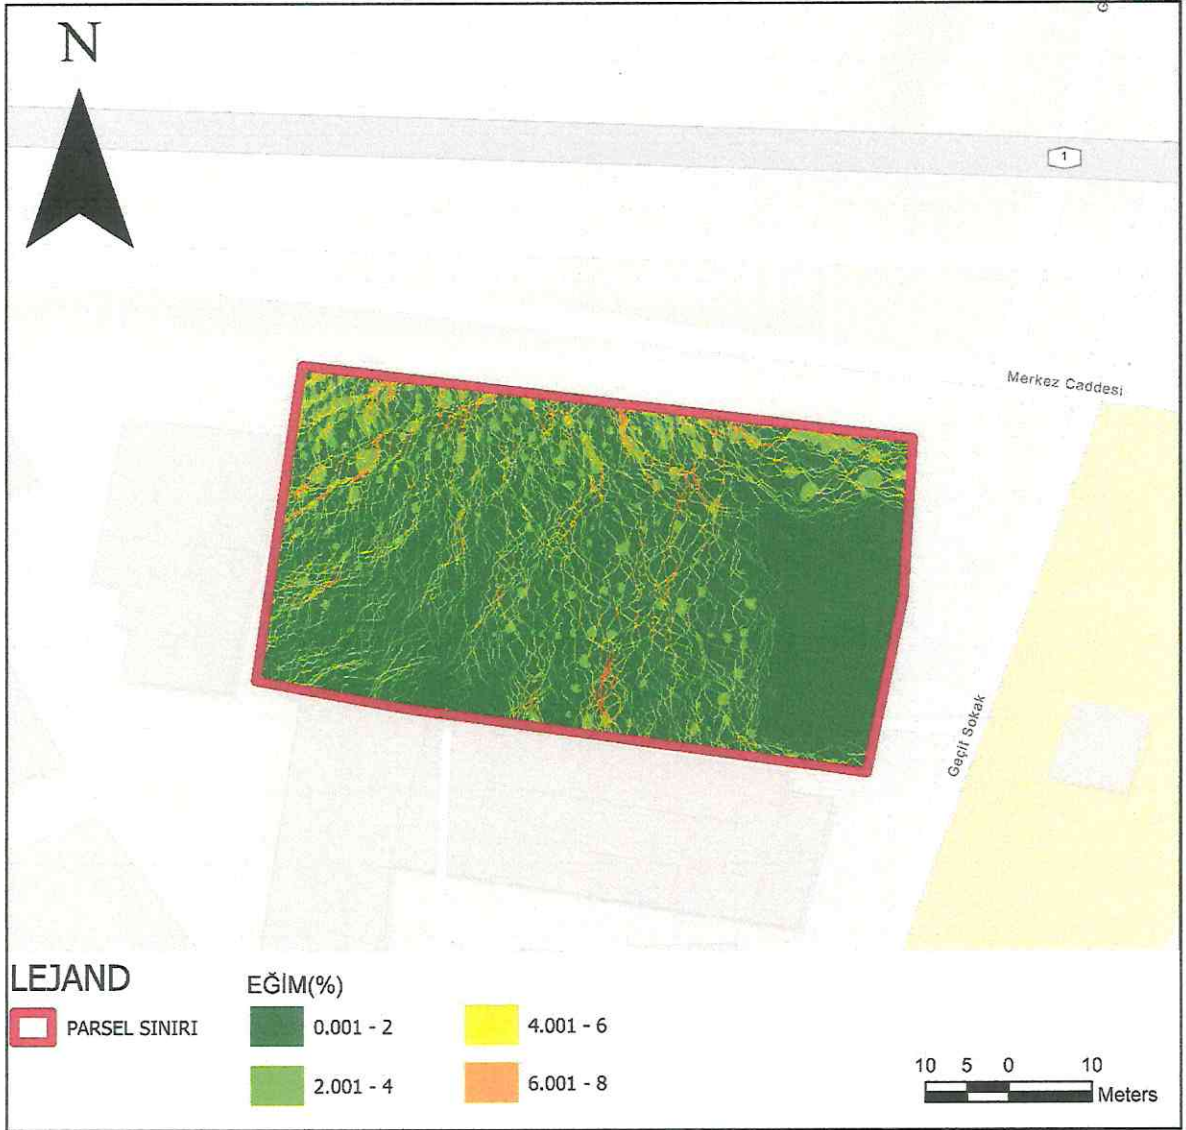 N
1
Merkez Caddesi
Geçit Sokak
LEJAND
PARSEL SINIRI
EĞİM(%)
0.001 - 2
2.001 - 4
4.001 - 6
6.001 - 8
10 5 0 10
Meters